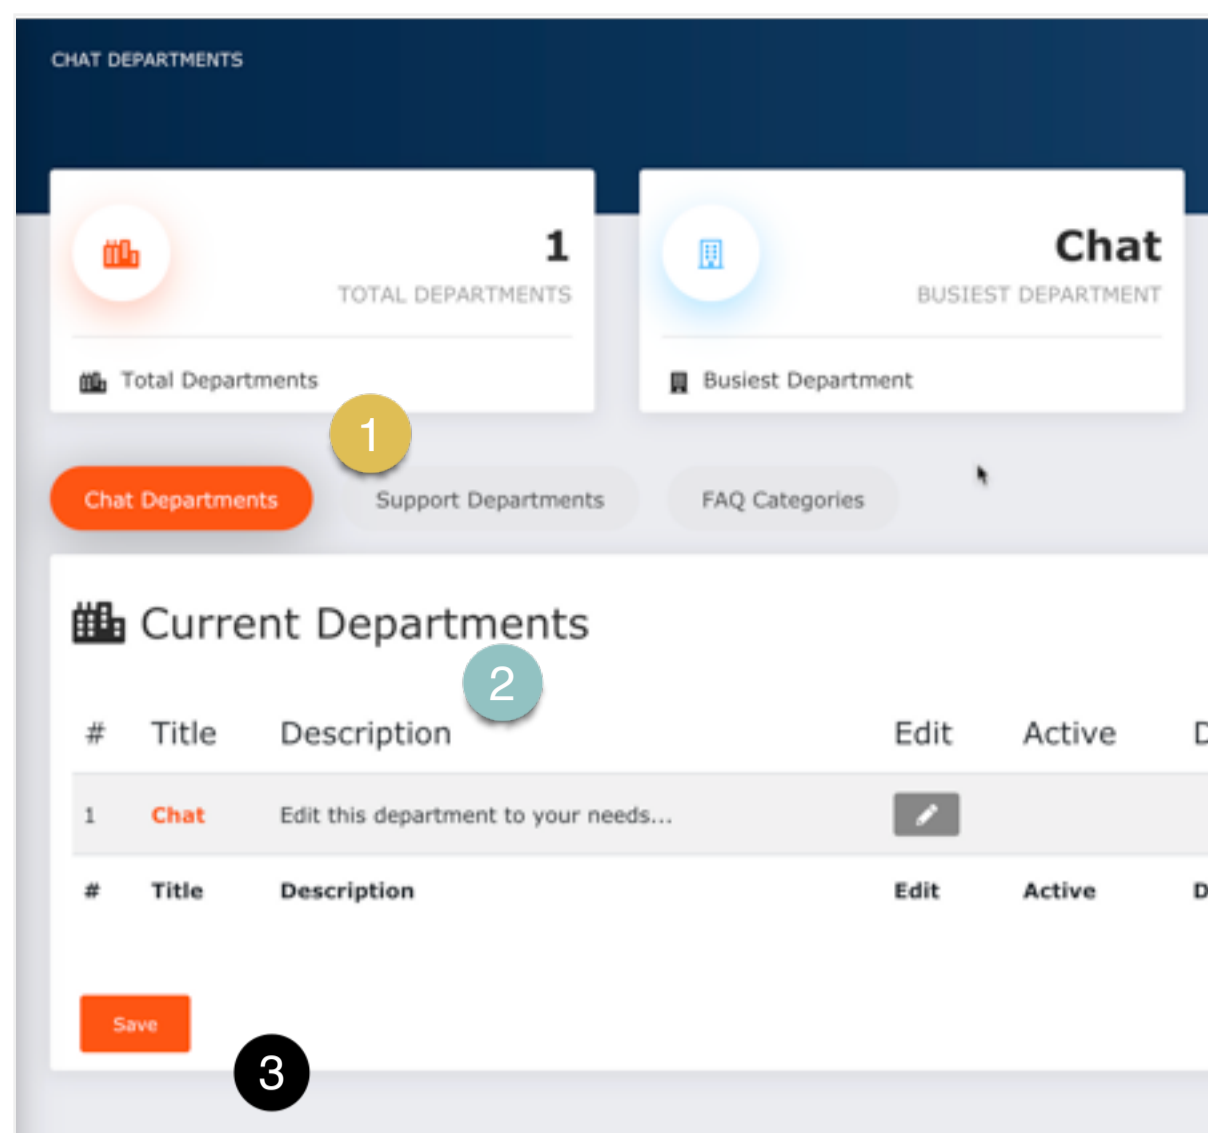 CHAT DEPARTMENTS
1
TOTAL DEPARTMENTS
Total Departments
Chat
BUSIEST DEPARTMENT
Busiest Department
1
Chat Departments
Support Departments
FAQ Categories
Current Departments
2
# Title Description Edit Active D
1 Chat Edit this department to your needs...
# Title Description Edit Active D
Save
3